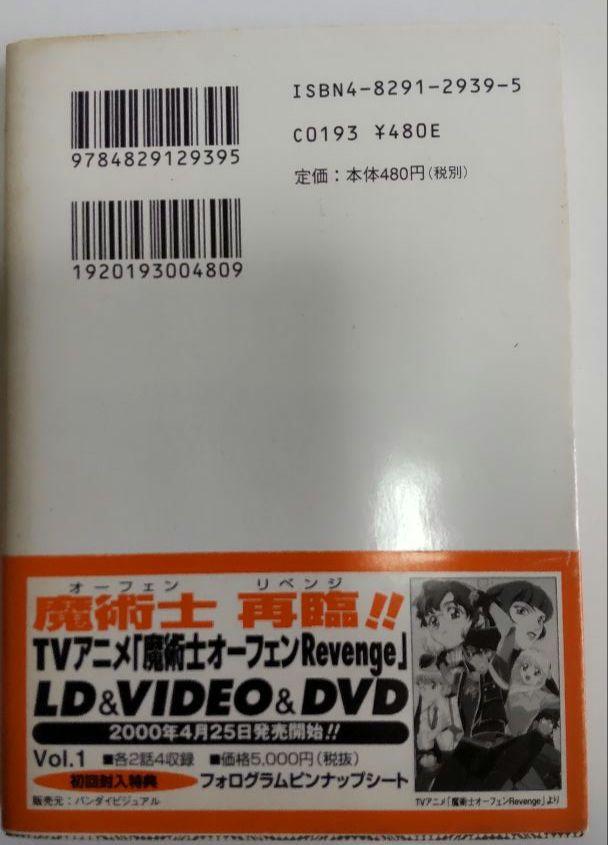 ISBN4-8291-2939-5
9784829129395
C0193 ¥480E
定価：本体480円(税別)
1920193004809
オーフェン リベンジ
魔術士 再臨!!
TVアニメ「魔術士オーフェンRevenge」
LD&VIDEO&DVD
2000年4月25日発売開始!!
Vol.1 ■各2話4収録 ■価格5,000円(税抜)
初回封入特典 フォログラムピンナップシート
販売元：バンダイビジュアル
TVアニメ「魔術士オーフェンRevenge」より